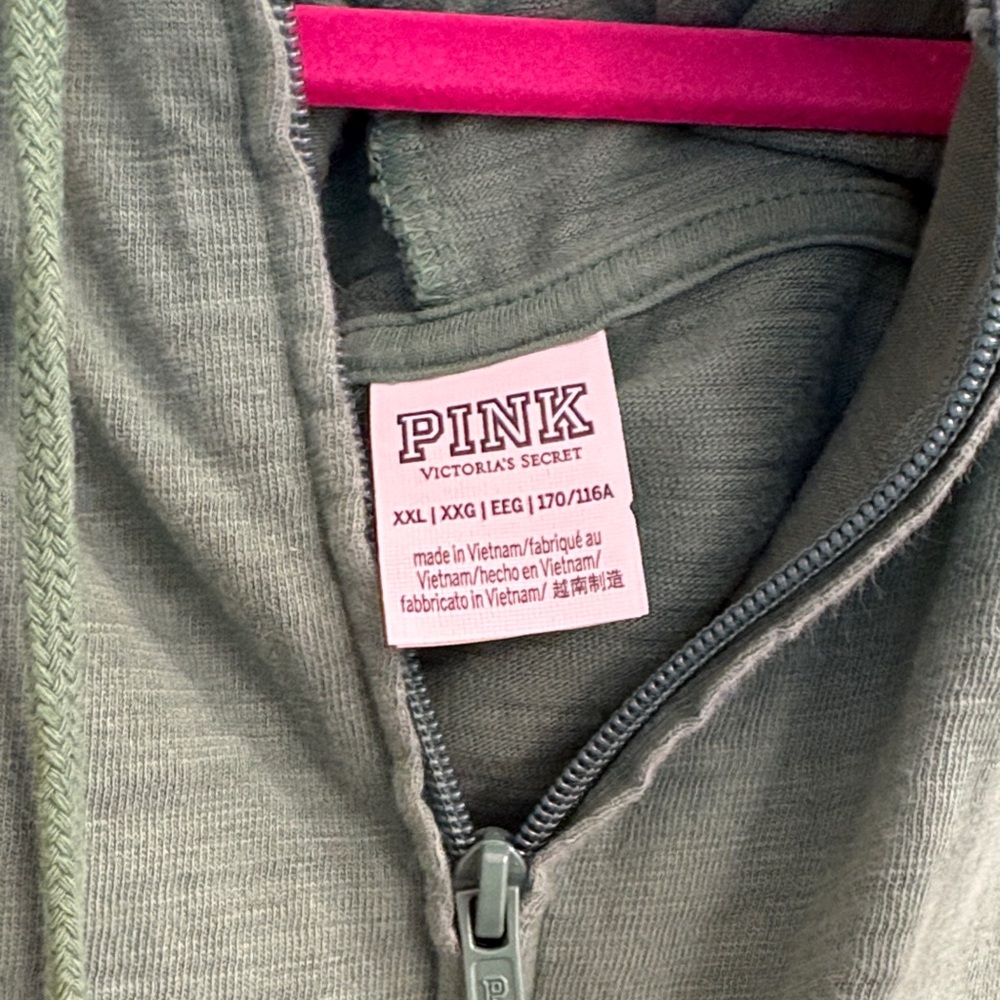 PINK
VICTORIA'S SECRET
XXL | XXG | EEG | 170/116A
made in Vietnam/fabriqué au
Vietnam/hecho en Vietnam/
fabbricato in Vietnam/ 越南制造
P